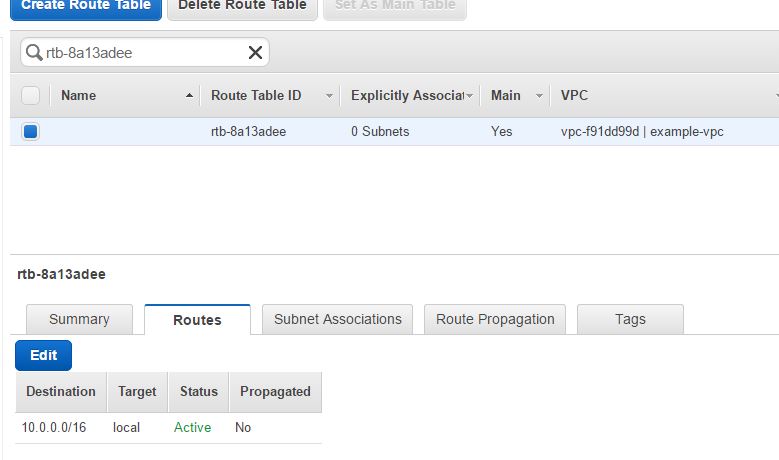 Create Route Table Delete Route Table Set As Main Table
rtb-8a13adee
Name Route Table ID Explicitly Associat Main VPC
rtb-8a13adee 0 Subnets Yes vpc-f91dd99d | example-vpc
rtb-8a13adee
Summary Routes Subnet Associations Route Propagation Tags
Edit
Destination Target Status Propagated
10.0.0.0/16 local Active No